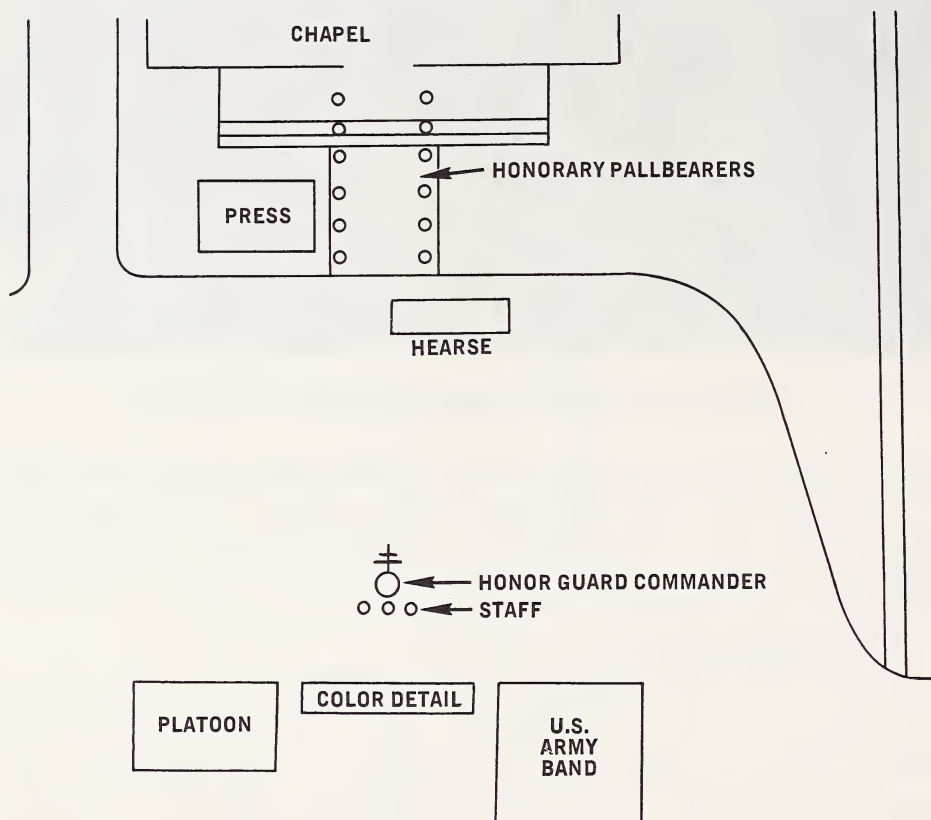 CHAPEL
HONORARY PALLBEARERS
PRESS
HEARSE
HONOR GUARD COMMANDER
STAFF
COLOR DETAIL
PLATOON
U.S.
ARMY
BAND